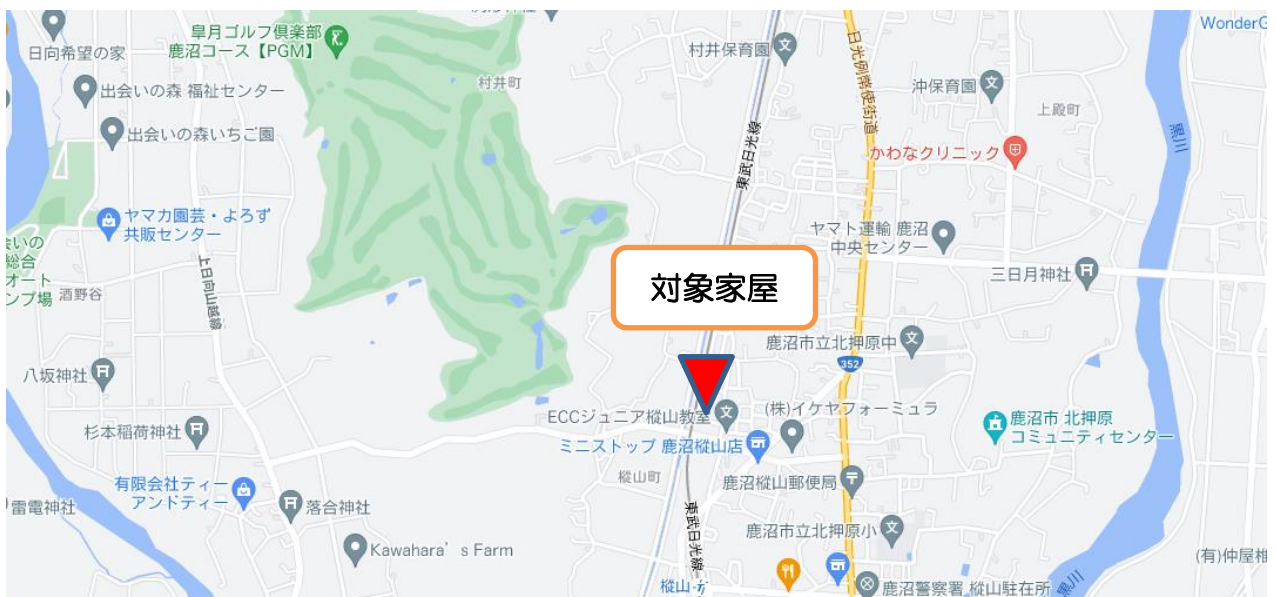 WonderG
皐月ゴルフ倶楽部
鹿沼コース【PGM】
日向希望の家
村井保育園
村井町
出会いの森 福祉センター
沖保育園
上殿町
日光例幣使街道
出会いの森いちご園
黒川
東武日光線
かわなクリニック
ヤマカ園芸・よろず
共販センター
ヤマト運輸 鹿沼
中央センター
会いの
総合
オート
ンプ場
酒野谷
上日向山越線
三日月神社
対象家屋
鹿沼市立北押原中
352
八坂神社
ECCジュニア樅山教室
(株)イケヤフォーミュラ
鹿沼市 北押原
コミュニティセンター
杉本稲荷神社
ミニストップ 鹿沼樅山店
樅山町
鹿沼樅山郵便局
有限会社ティー
アンドティー
雷電神社
落合神社
東武日光線
鹿沼市立北押原小
Kawahara's Farm
(有)仲屋
黒川
鹿沼警察署 樅山駐在所